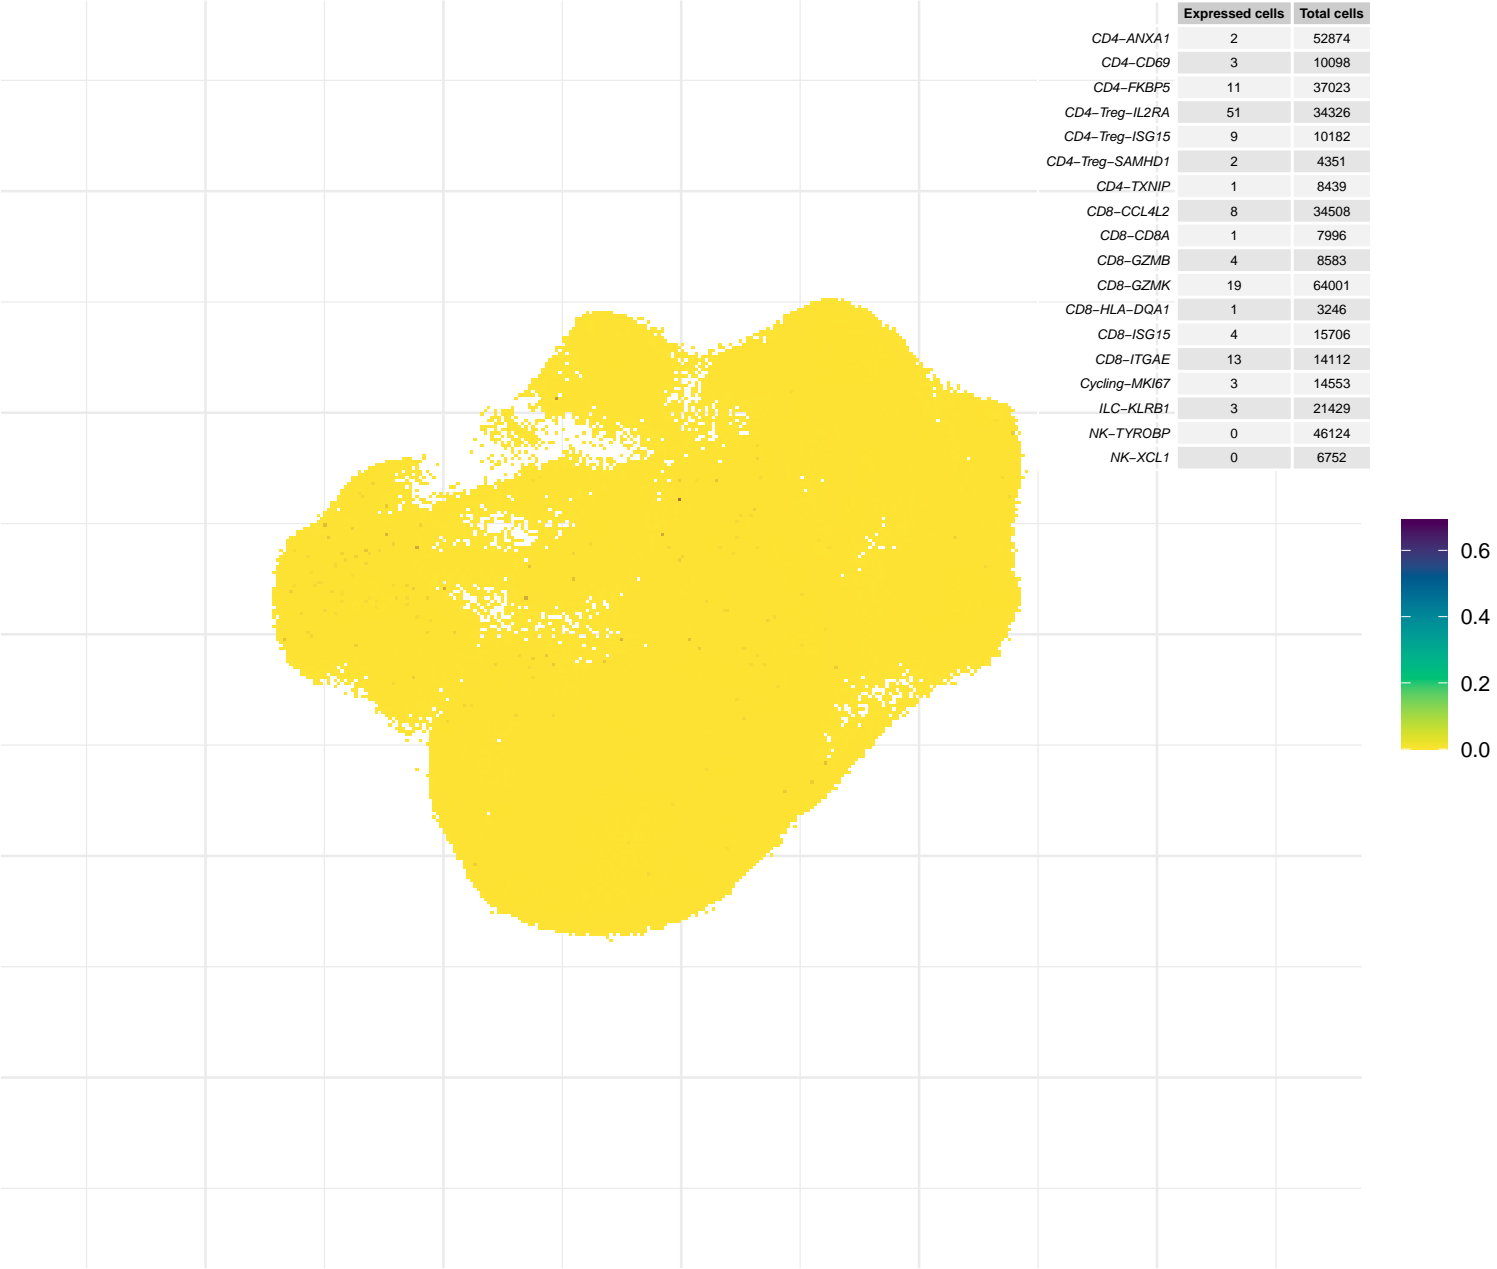 Expressed cells Total cells
CD4−ANXA1 2 52874
CD4−CD69 3 10098
CD4−FKBP5 11 37023
CD4−Treg−IL2RA 51 34326
CD4−Treg−ISG15 9 10182
CD4−Treg−SAMHD1 2 4351
CD4−TXNIP 1 8439
CD8−CCL4L2 8 34508
CD8−CD8A 1 7996
CD8−GZMB 4 8583
CD8−GZMK 19 64001
CD8−HLA−DQA1 1 3246
CD8−ISG15 4 15706
CD8−ITGAE 13 14112
Cycling−MKI67 3 14553
ILC−KLRB1 3 21429
NK−TYROBP 0 46124
NK−XCL1 0 6752
0.6
0.4
0.2
0.0